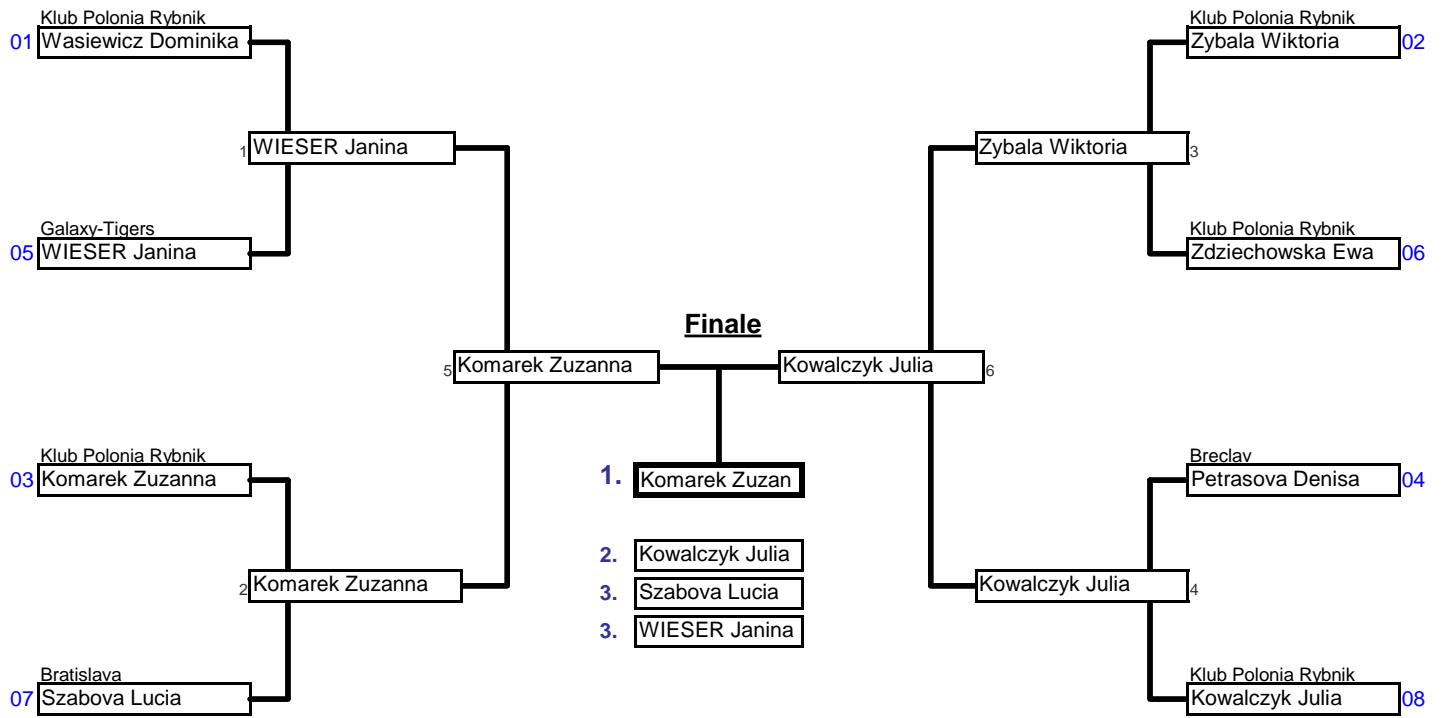 Klub Polonia Rybnik
01 Wasiewicz Dominika
Klub Polonia Rybnik
Zybala Wiktoria 02
1 WIESER Janina
Zybala Wiktoria 3
Galaxy-Tigers
05 WIESER Janina
Klub Polonia Rybnik
Zdziechowska Ewa 06
Finale
5 Komarek Zuzanna
Kowalczyk Julia 6
Klub Polonia Rybnik
03 Komarek Zuzanna
1. Komarek Zuzan
Breclav
Petrasova Denisa 04
2. Kowalczyk Julia
3. Szabova Lucia
3. WIESER Janina
2 Komarek Zuzanna
Kowalczyk Julia 4
Bratislava
07 Szabova Lucia
Klub Polonia Rybnik
Kowalczyk Julia 08